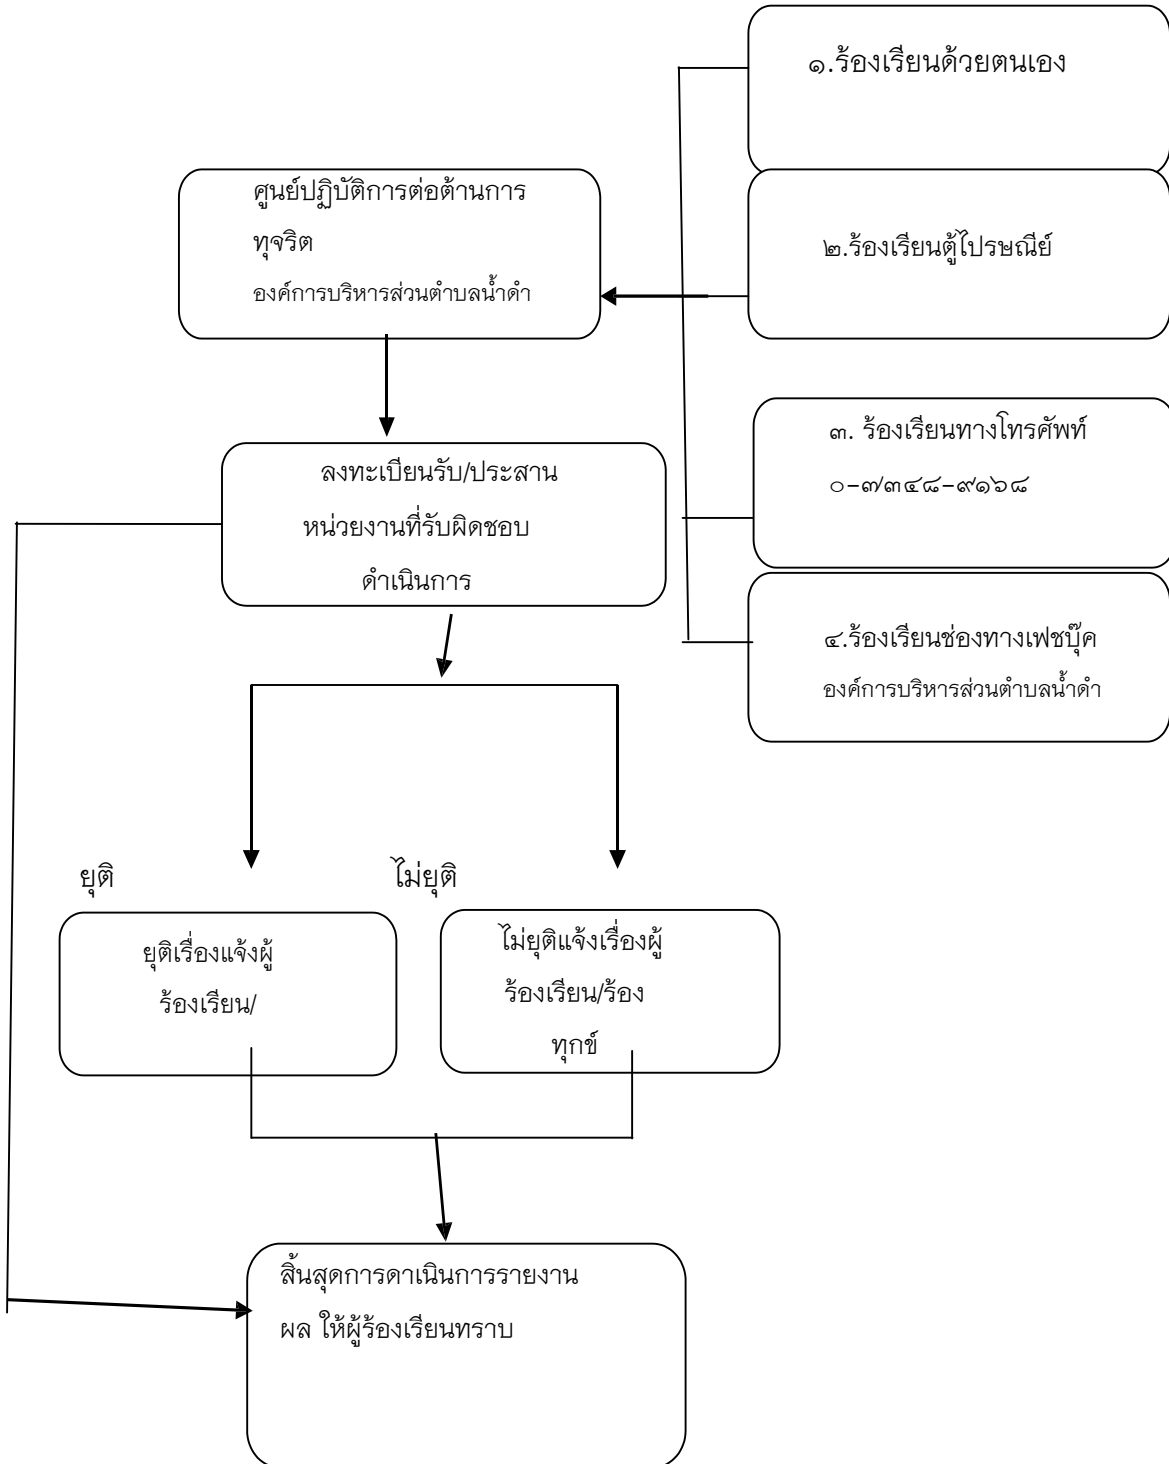 ๑.ร้องเรียนด้วยตนเอง
ศูนย์ปฏิบัติการต่อต้านการ
ทุจริต
องค์การบริหารส่วนตำบลน้ำดำ
๒.ร้องเรียนตู้ไปรษณีย์
๓. ร้องเรียนทางโทรศัพท์
๐-๗๓๔๘-๙๑๖๘
ลงทะเบียนรับ/ประสาน
หน่วยงานที่รับผิดชอบ
ดำเนินการ
๔.ร้องเรียนช่องทางเฟซบุ๊ค
องค์การบริหารส่วนตำบลน้ำดำ
ยุติ
ไม่ยุติ
ยุติเรื่องแจ้งผู้
ร้องเรียน/
ไม่ยุติแจ้งเรื่องผู้
ร้องเรียน/ร้อง
ทุกข์
สิ้นสุดการดาเนินการรายงาน
ผล ให้ผู้ร้องเรียนทราบ